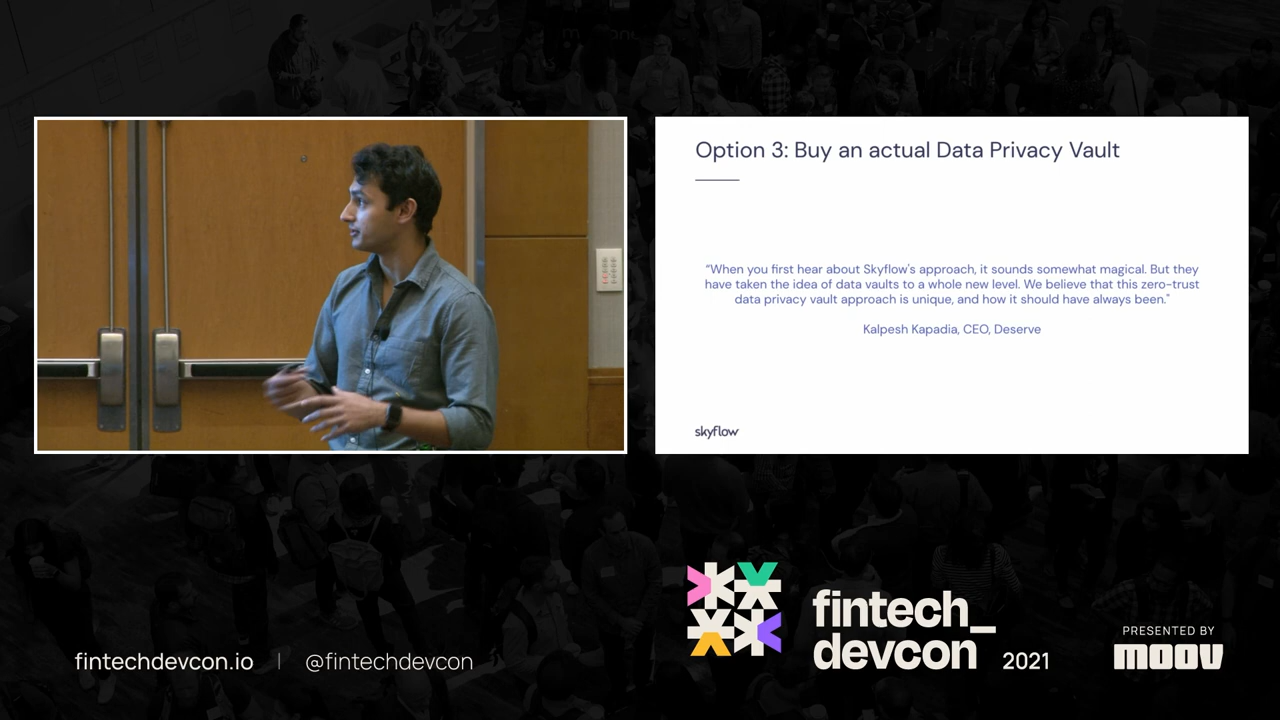 Option 3: Buy an actual Data Privacy Vault
“When you first hear about Skyflow's approach, it sounds somewhat magical. But they
have taken the idea of data vaults to a whole new level. We believe that this zero-trust
data privacy vault approach is unique, and how it should have always been."
Kalpesh Kapadia, CEO, Deserve
skyflow
fintechdevcon.io | @fintechdevcon
fintech_
devcon 2021
PRESENTED BY
moov